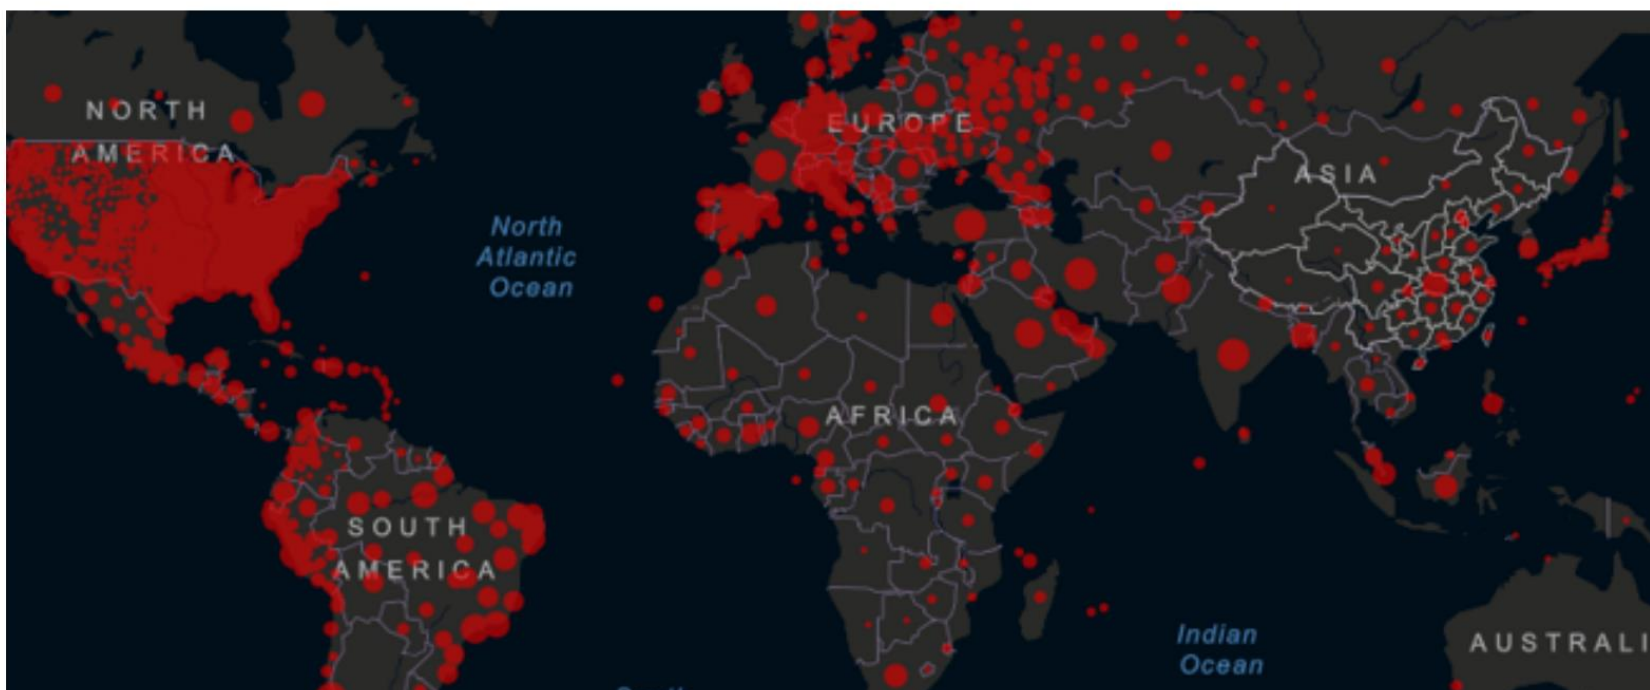 NORTH
AMERICA
EUROPE
ASIA
North
Atlantic
Ocean
AFRICA
SOUTH
AMERICA
Indian
Ocean
AUSTRALI